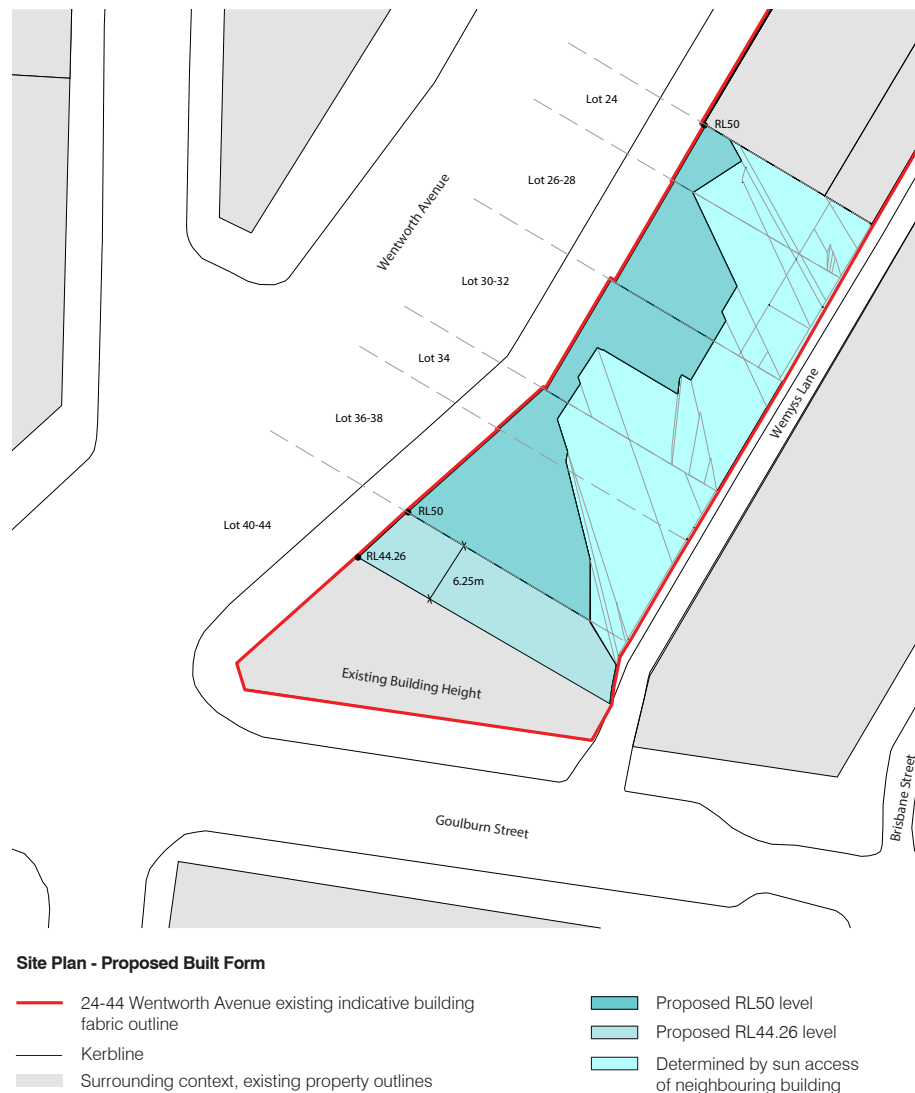 Lot 24
RL50
Lot 26-28
Wentworth Avenue
Lot 30-32
Lot 34
Wemyss Lane
Lot 36-38
RL50
Lot 40-44
RL44.26
6.25m
Existing Building Height
Brisbane Street
Goulburn Street
Site Plan - Proposed Built Form
24-44 Wentworth Avenue existing indicative building
fabric outline
Kerbline
Surrounding context, existing property outlines
Proposed RL50 level
Proposed RL44.26 level
Determined by sun access
of neighbouring building